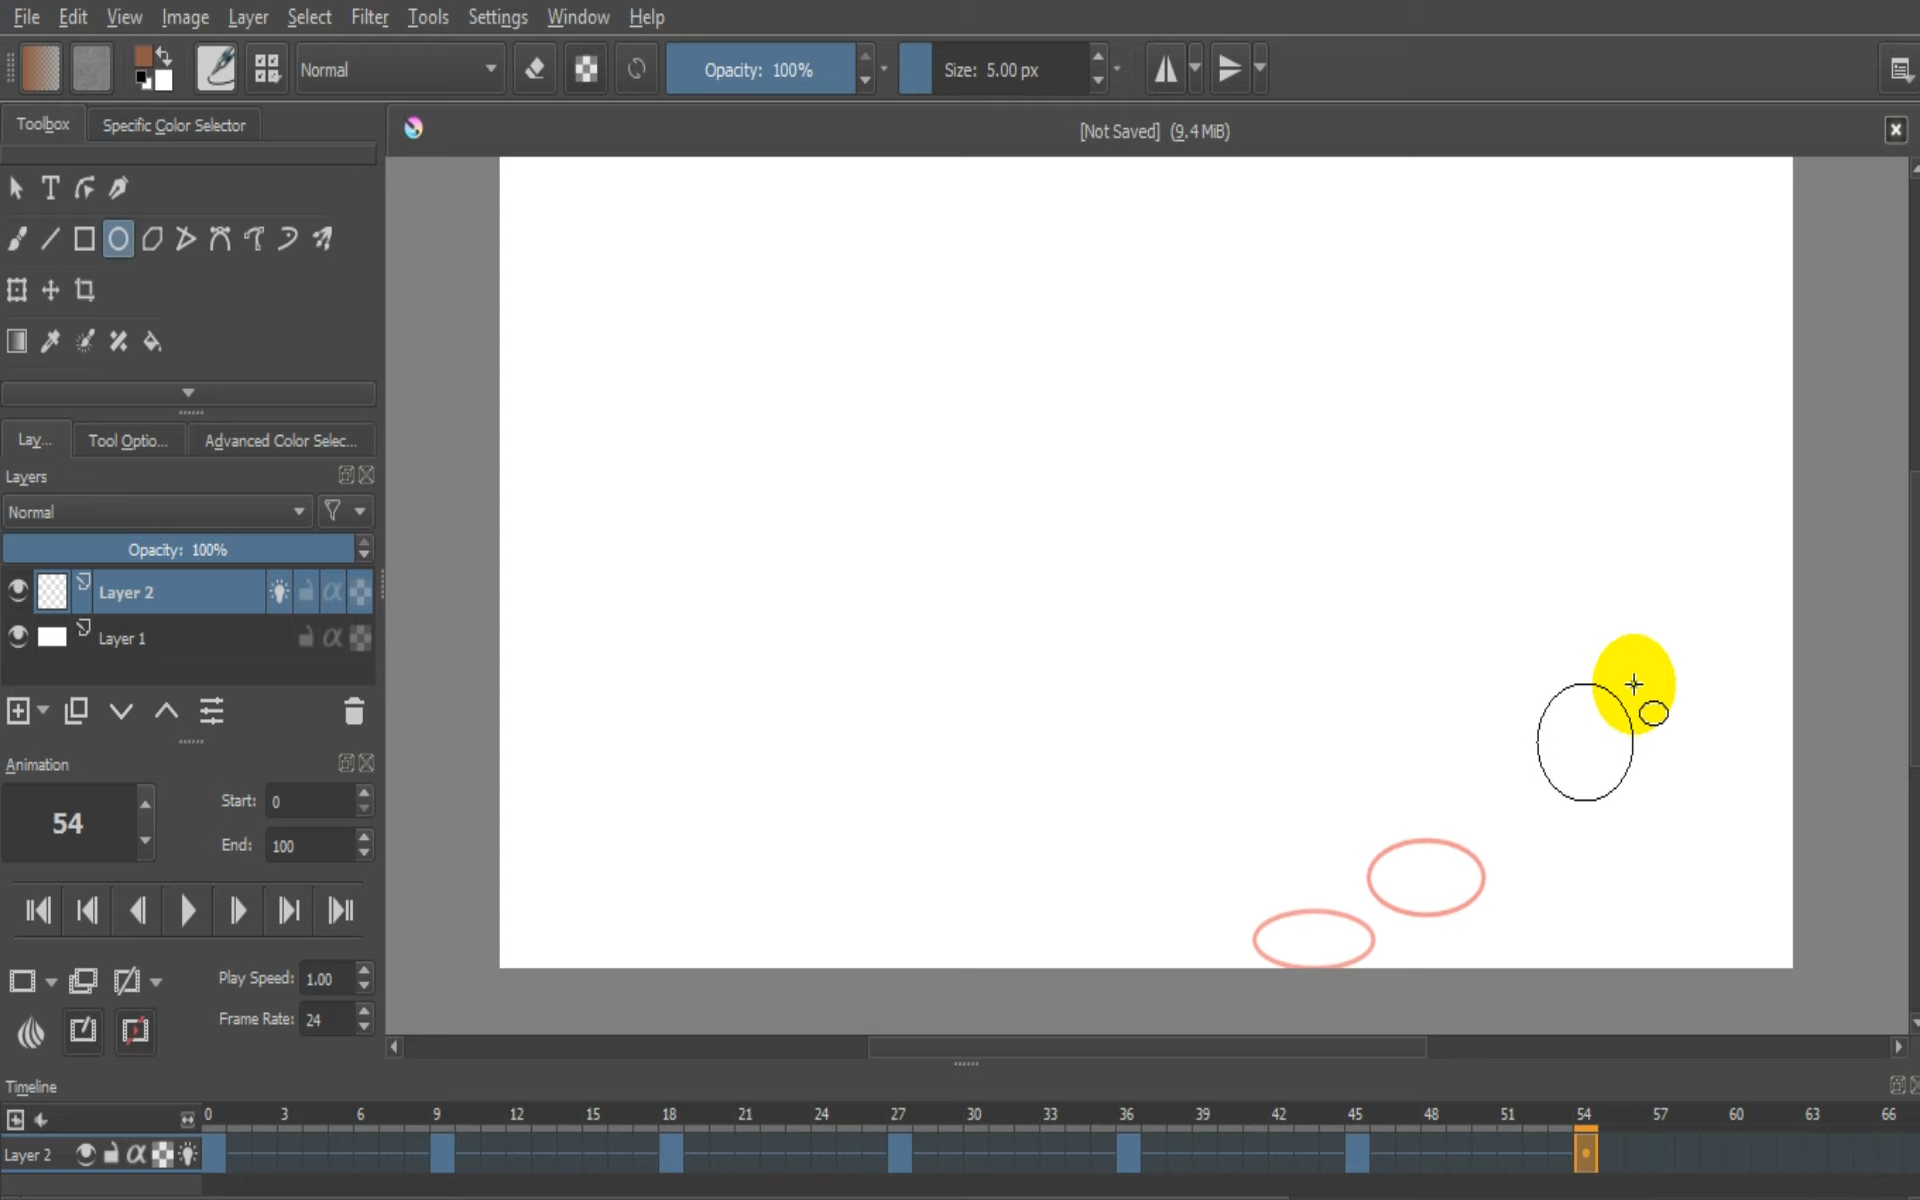 File Edit View Image Layer Select Filter Tools Settings Window Help
Normal Opacity: 100% Size: 5.00 px
Toolbox Specific Color Selector
[Not Saved] (9.4 MiB)
Lay... Tool Optio... Advanced Color Selec...
Layers
Normal
Opacity: 100%
Layer 2
Layer 1
Animation
54
Start: 0
End: 100
Play Speed: 1.00
Frame Rate: 24
Timeline
0 3 6 9 12 15 18 21 24 27 30 33 36 39 42 45 48 51 54 57 60 63 66
Layer 2